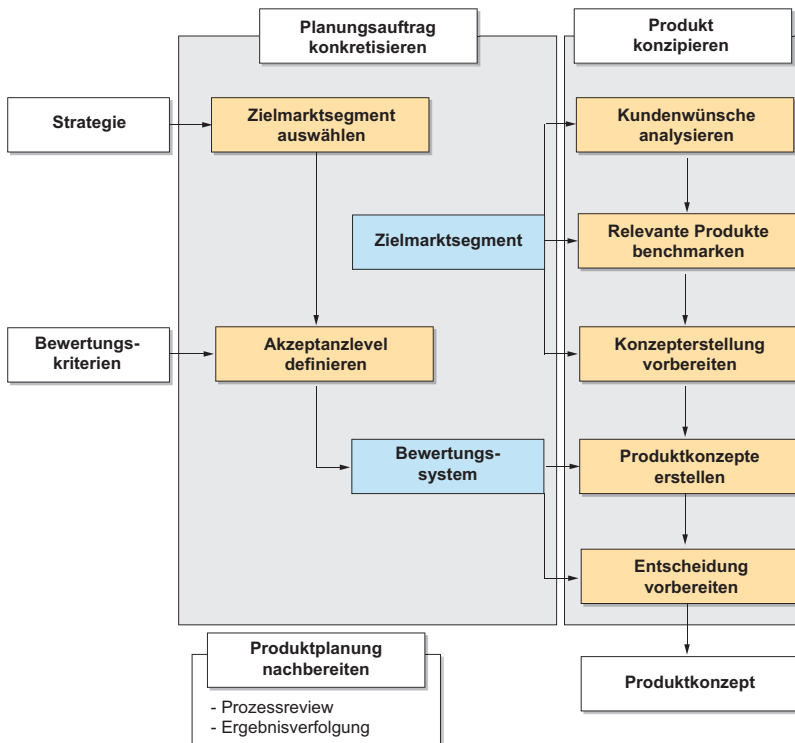 Planungsauftrag
konkretisieren
Produkt
konzipieren
Strategie
Zielmarktsegment
auswählen
Kundenwünsche
analysieren
Zielmarktsegment
Relevante Produkte
benchmarken
Bewertungs-
kriterien
Akzeptanzlevel
definieren
Konzepterstellung
vorbereiten
Bewertungs-
system
Produktkonzepte
erstellen
Entscheidung
vorbereiten
Produktplanung
nachbereiten
- Prozessreview
- Ergebnisverfolgung
Produktkonzept